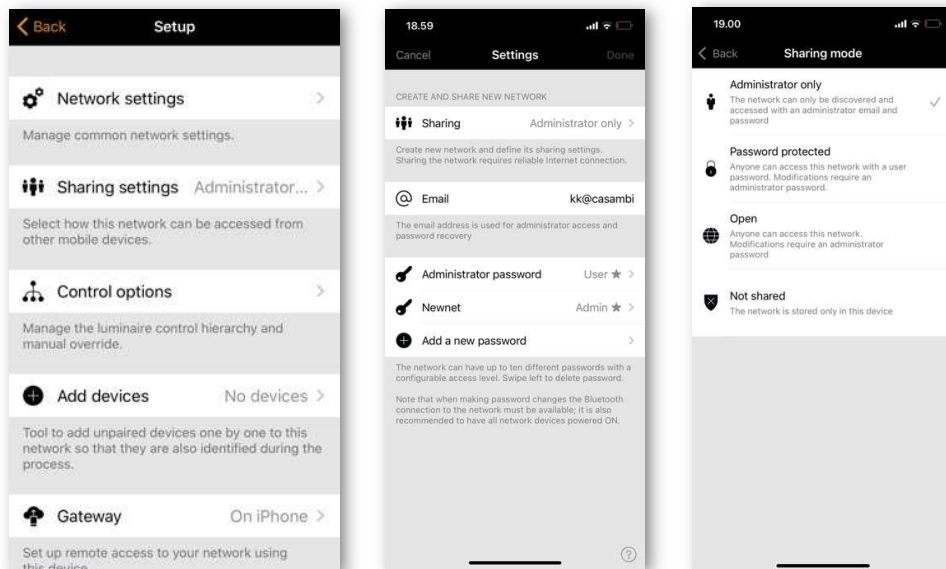 Back
Setup
Network settings
Manage common network settings.
Sharing settings Administrator...
Select how this network can be accessed from
other mobile devices.
Control options
Manage the luminaire control hierarchy and
manual override.
Add devices No devices
Tool to add unpaired devices one by one to this
network so that they are also identified during the
process.
Gateway On iPhone
Set up remote access to your network using
this device
18.59
Cancel Settings Done
CREATE AND SHARE NEW NETWORK
Sharing Administrator only
Create new network and define its sharing settings.
Sharing the network requires reliable Internet connection.
Email kk@casambi
The email address is used for administrator access and
password recovery
Administrator password User ★
Newnet Admin ★
Add a new password
The network can have up to ten different passwords with a
configurable access level. Swipe left to delete password.
Note that when making password changes the Bluetooth
connection to the network must be available; it is also
recommended to have all network devices powered ON.
19.00
Back Sharing mode
Administrator only
The network can only be discovered and
accessed with an administrator email and
password
Password protected
Anyone can access this network with a user
password. Modifications require an
administrator password.
Open
Anyone can access this network.
Modifications require an administrator
password
Not shared
The network is stored only in this device